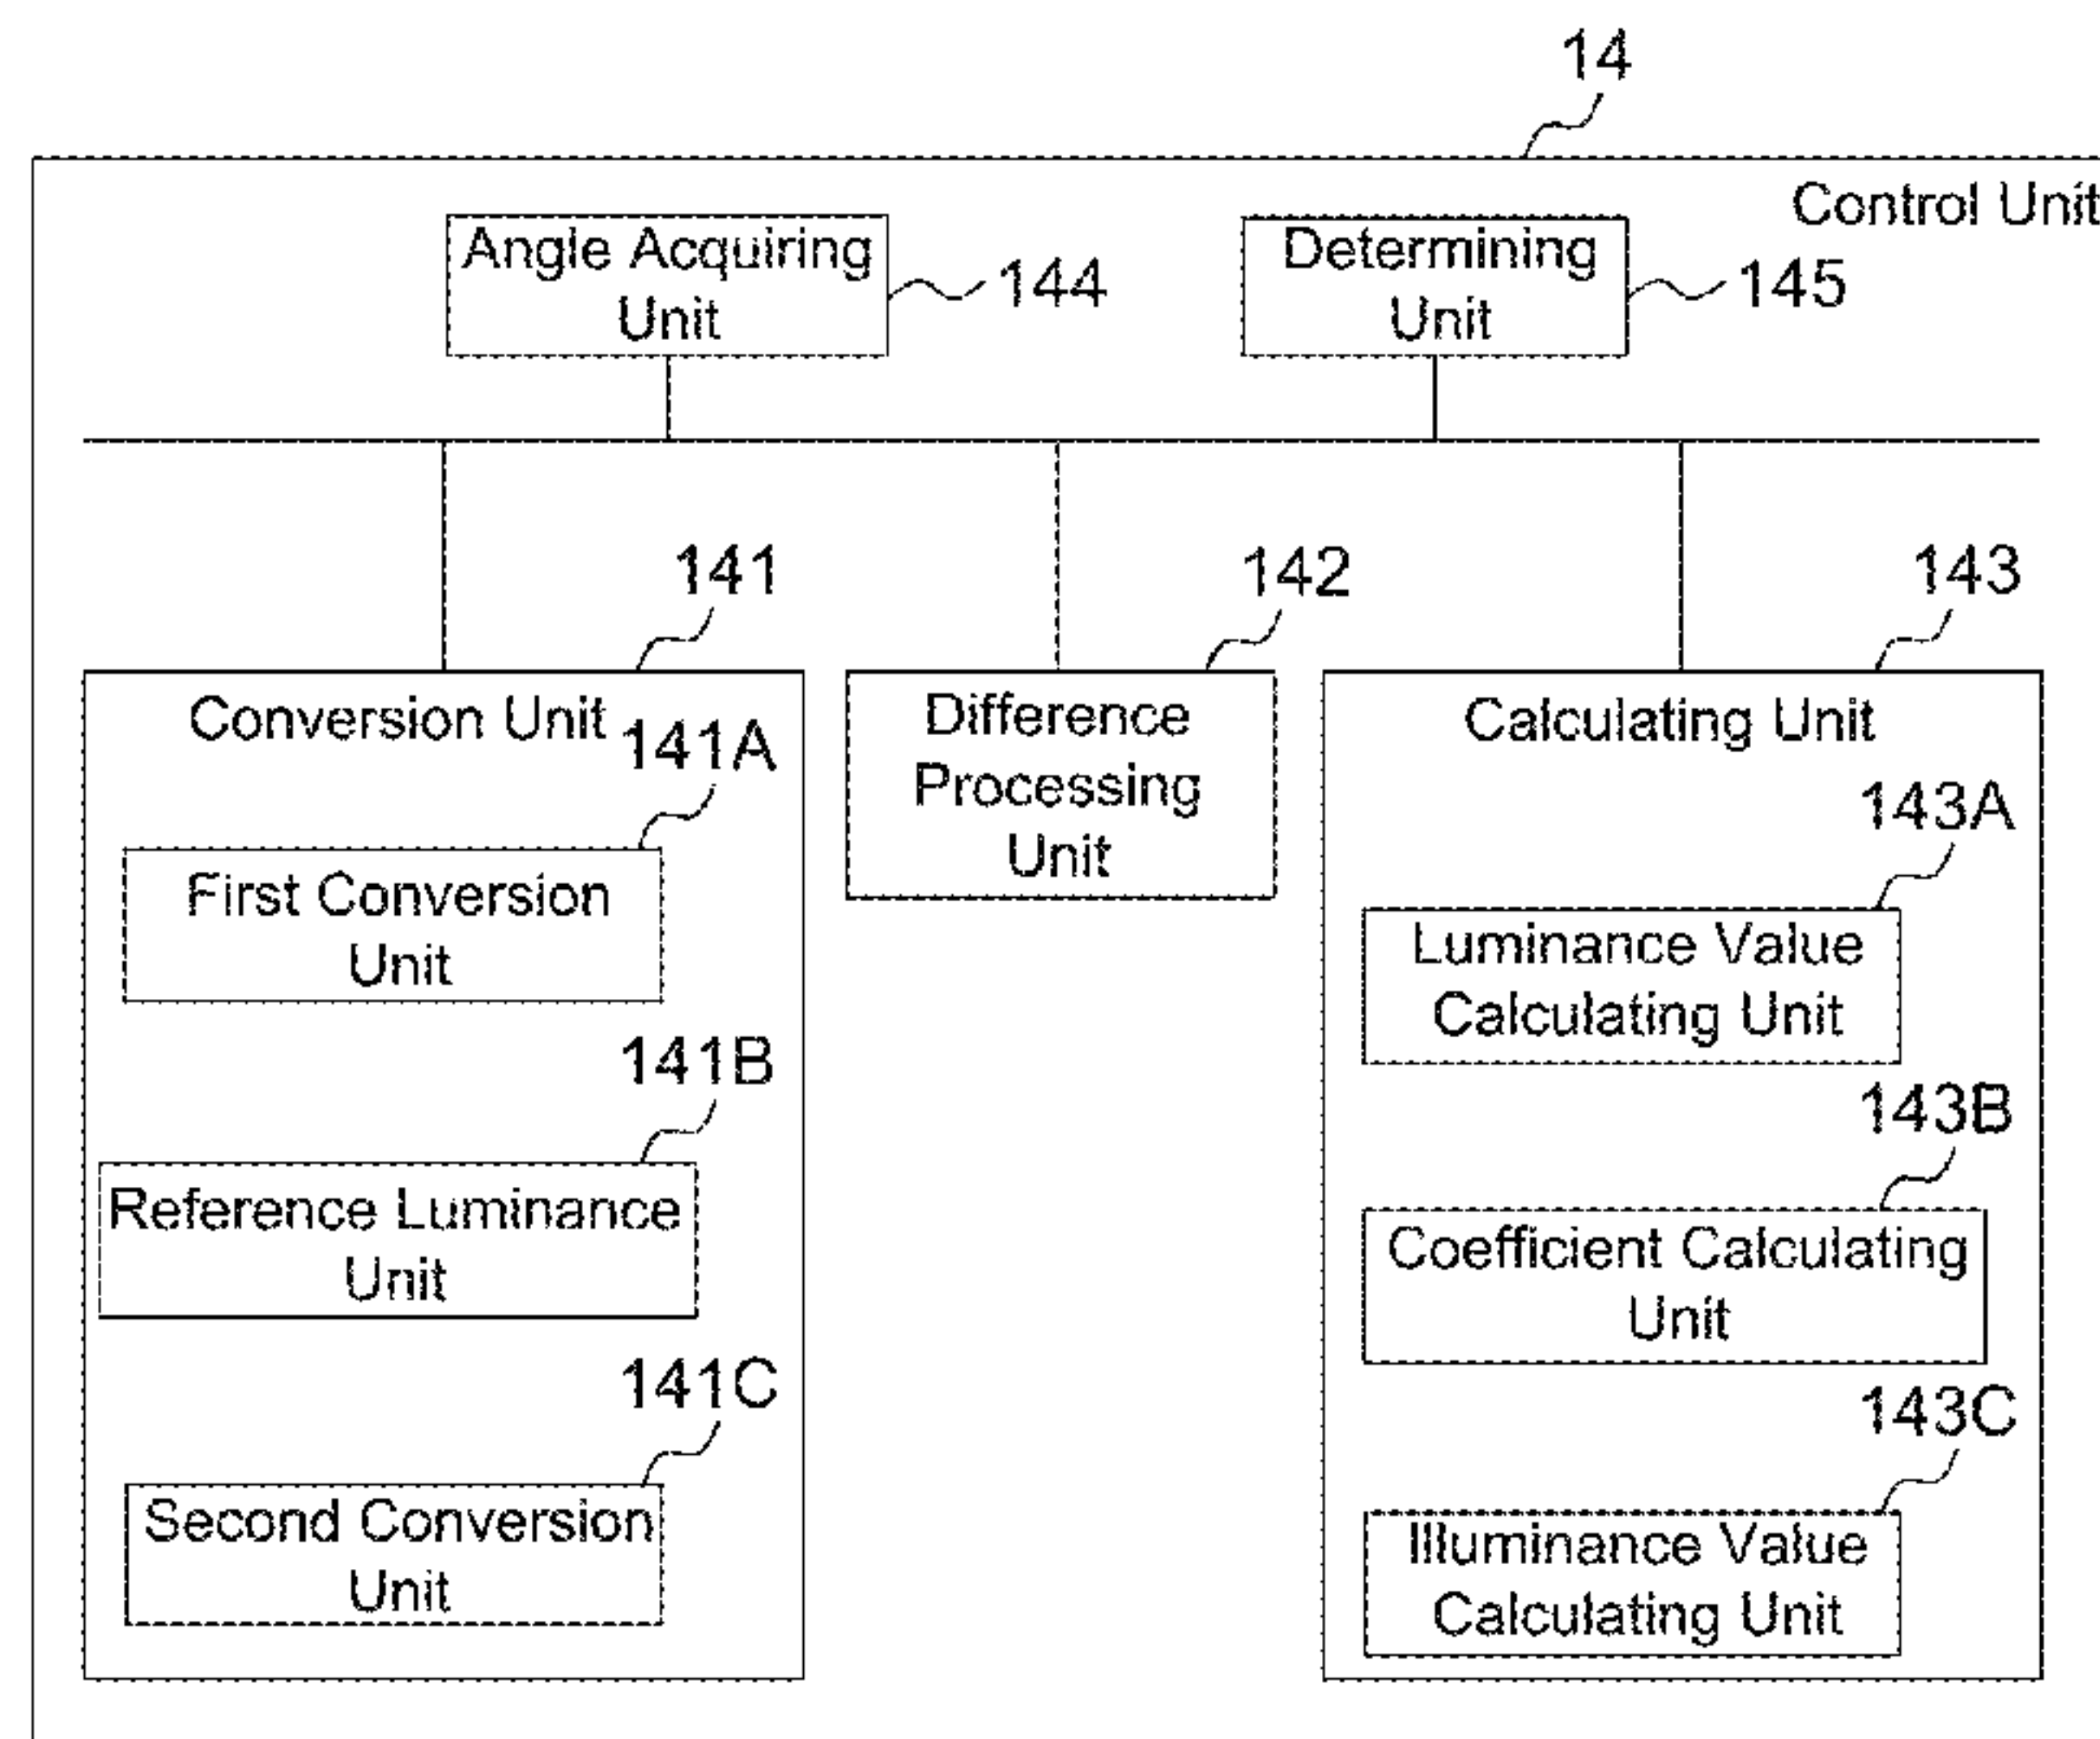 14
Control Unit
Angle Acquiring
Unit
144
Determining
Unit
145
141
Conversion Unit
141A
First Conversion
Unit
141B
Reference Luminance
Unit
141C
Second Conversion
Unit
142
Difference
Processing
Unit
143
Calculating Unit
143A
Luminance Value
Calculating Unit
143B
Coefficient Calculating
Unit
143C
Illuminance Value
Calculating Unit